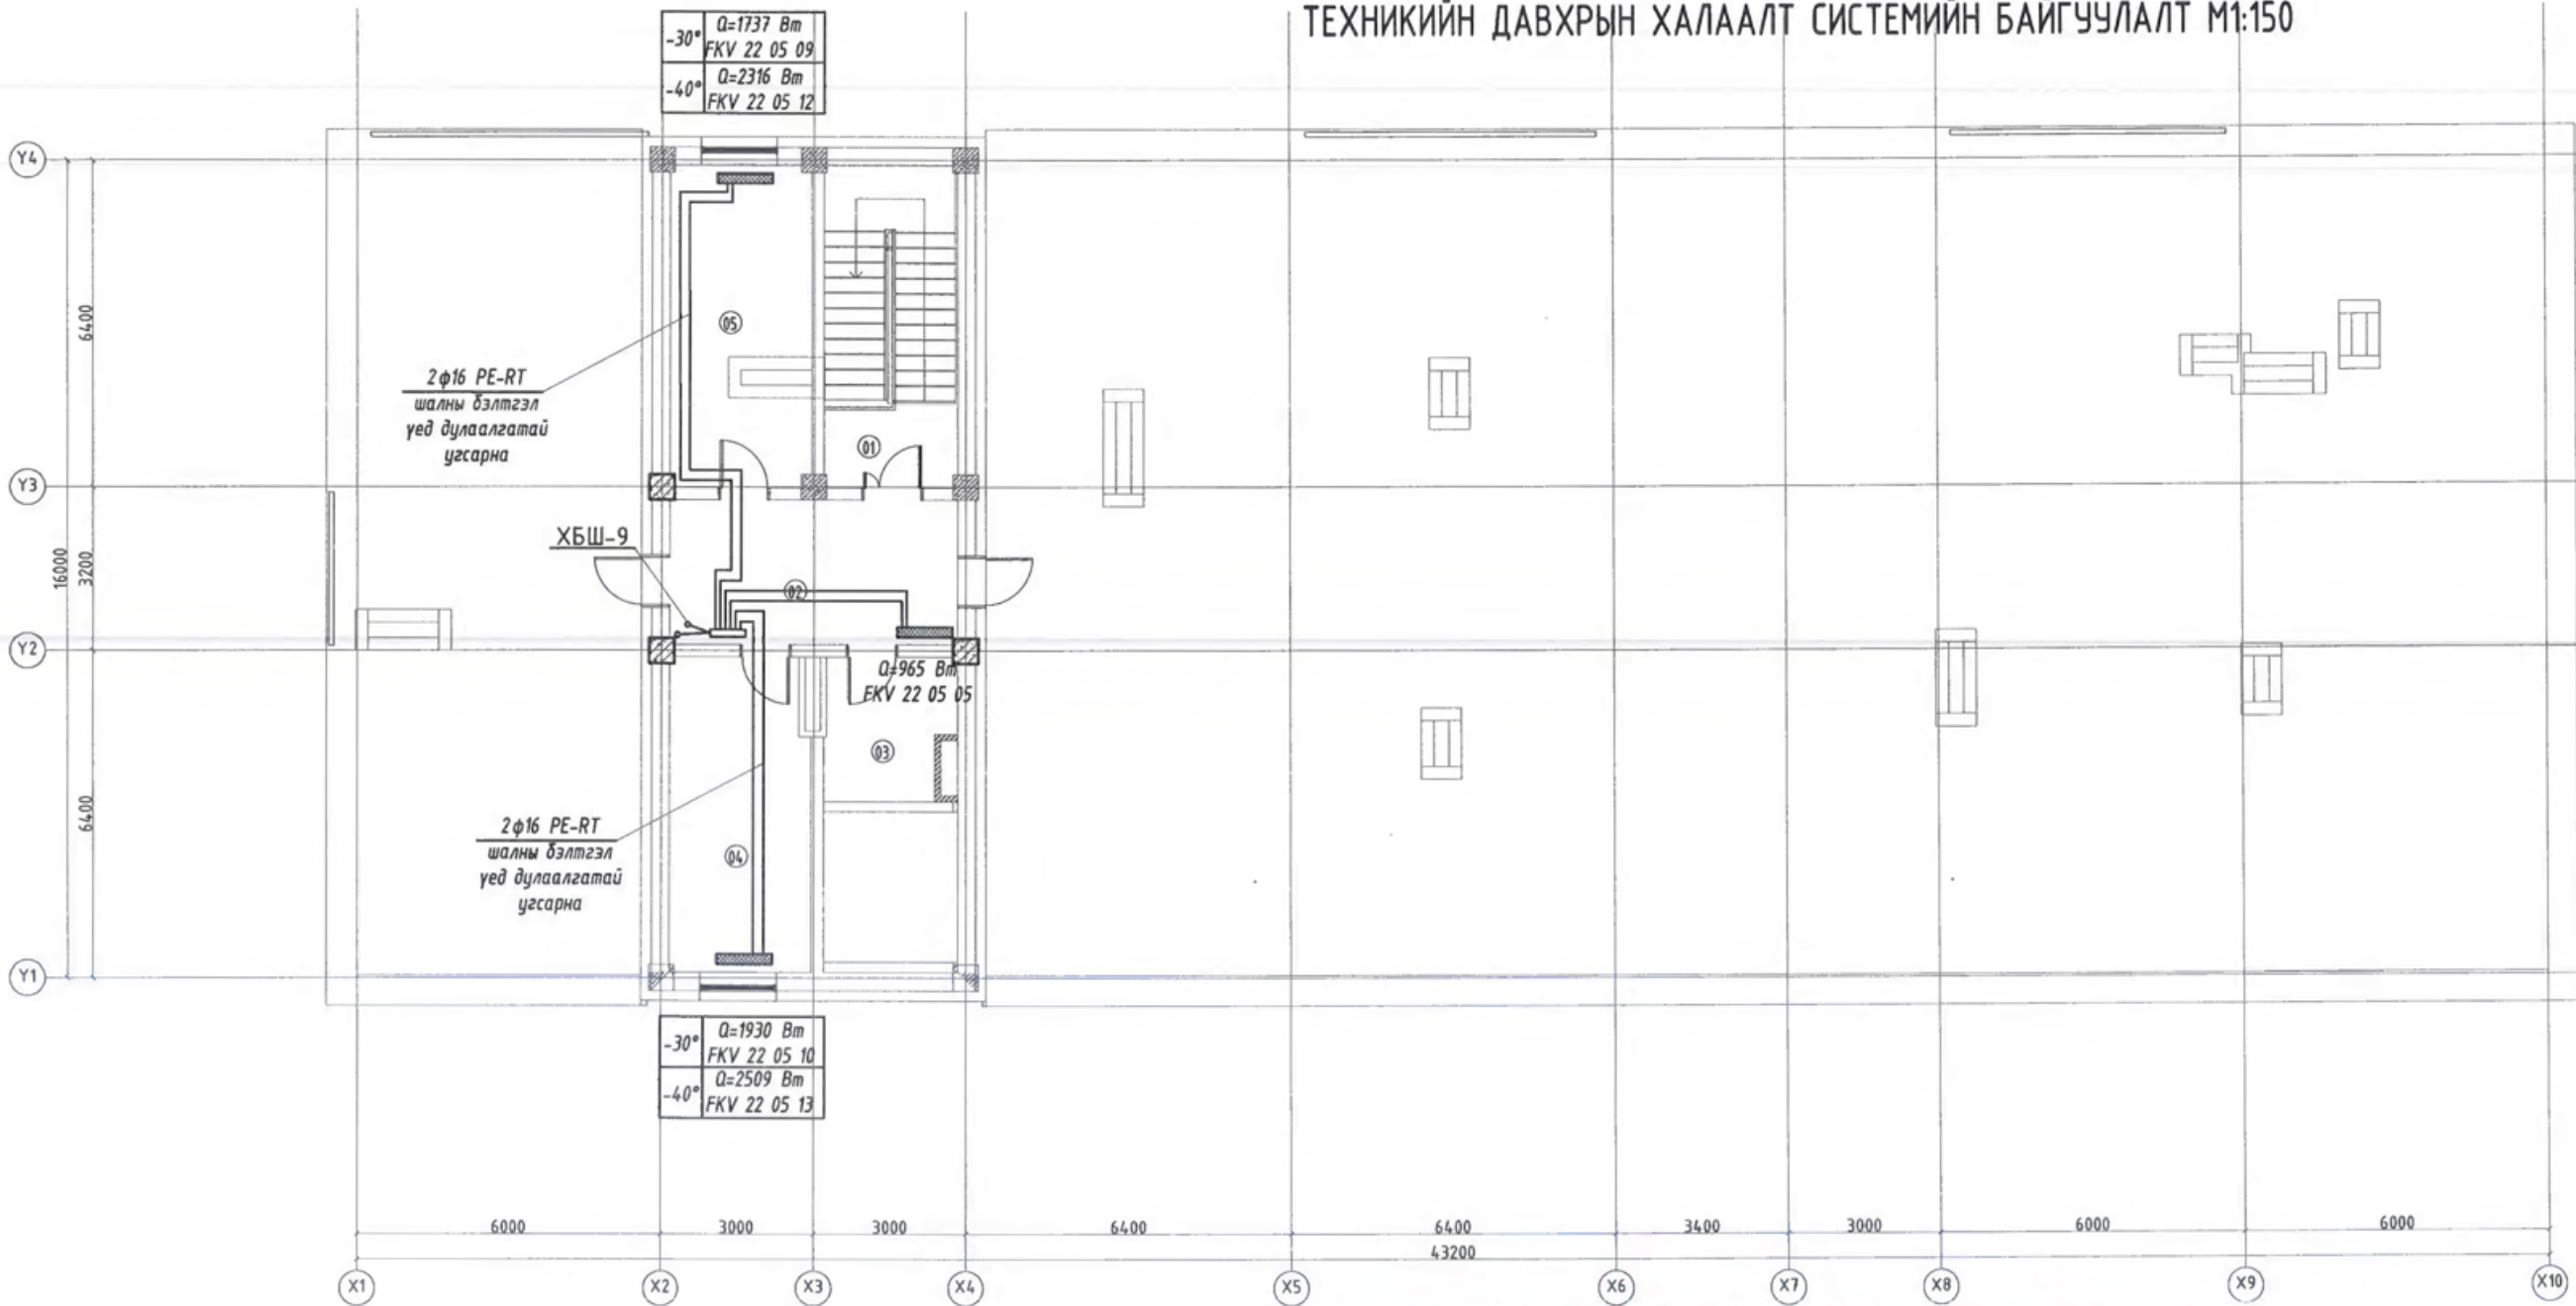 ТЕХНИКИЙН ДАВХРЫН ХАЛААЛТ СИСТЕМИЙН БАЙГУУЛАЛТ М1:150
-30°
Q=1737 Вт
FKV 22 05 09
-40°
Q=2316 Вт
FKV 22 05 12
Y4
6400
05
2ф16 PE-RT
шалны бэлтгэл
үед дулаалгатай
угсарна
01
Y3
ХБШ-9
16000
3200
02
Y2
Q=965 Вт
FKV 22 05 05
03
6400
2ф16 PE-RT
шалны бэлтгэл
үед дулаалгатай
угсарна
04
Y1
-30°
Q=1930 Вт
FKV 22 05 10
-40°
Q=2509 Вт
FKV 22 05 13
6000
3000
3000
6400
6400
3400
3000
6000
6000
43200
X1
X2
X3
X4
X5
X6
X7
X8
X9
X10